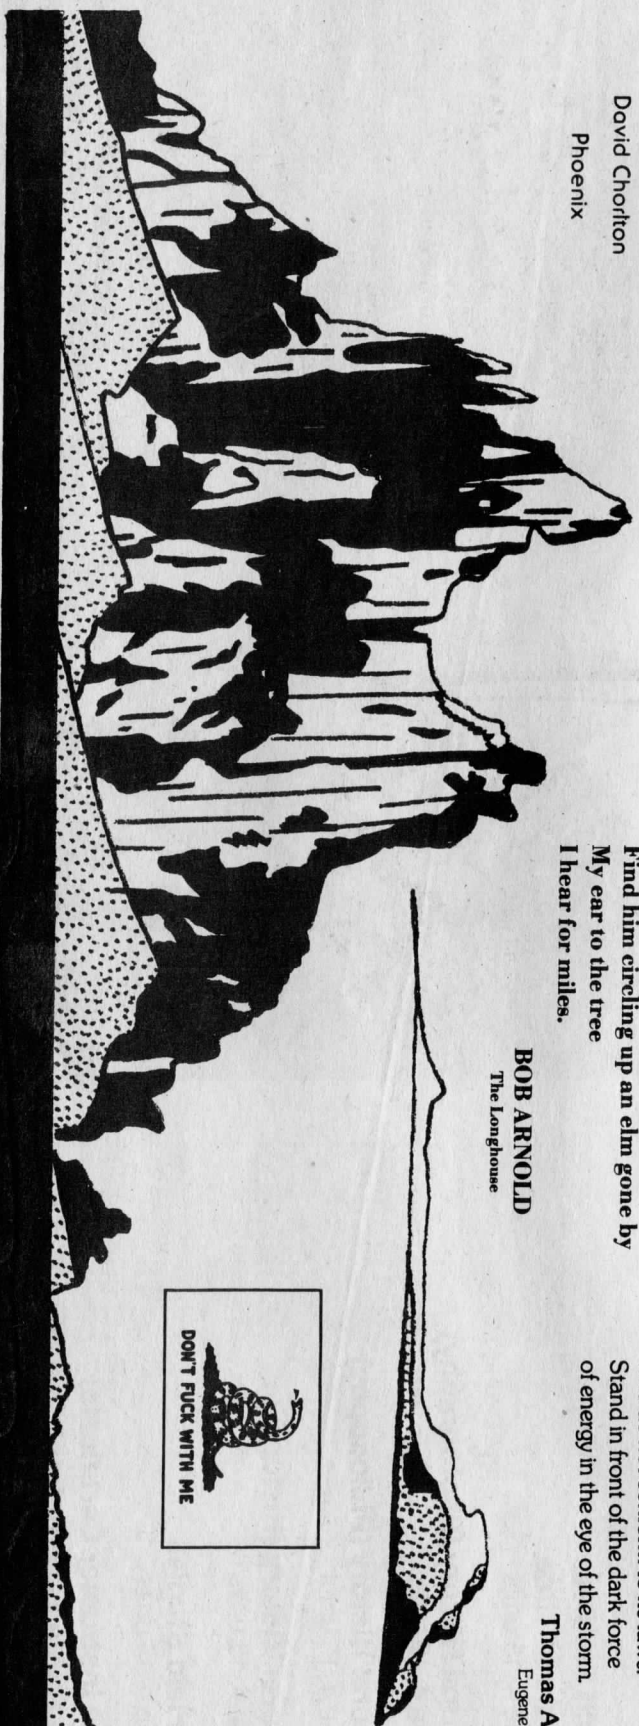 David Chorlton
Phoenix
Find him circling up an elm gone by
My ear to the tree
I hear for miles.
BOB ARNOLD
The Longhouse
Stand in front of the dark force
of energy in the eye of the storm.
Thomas A
Eugene
DON'T FUCK WITH ME